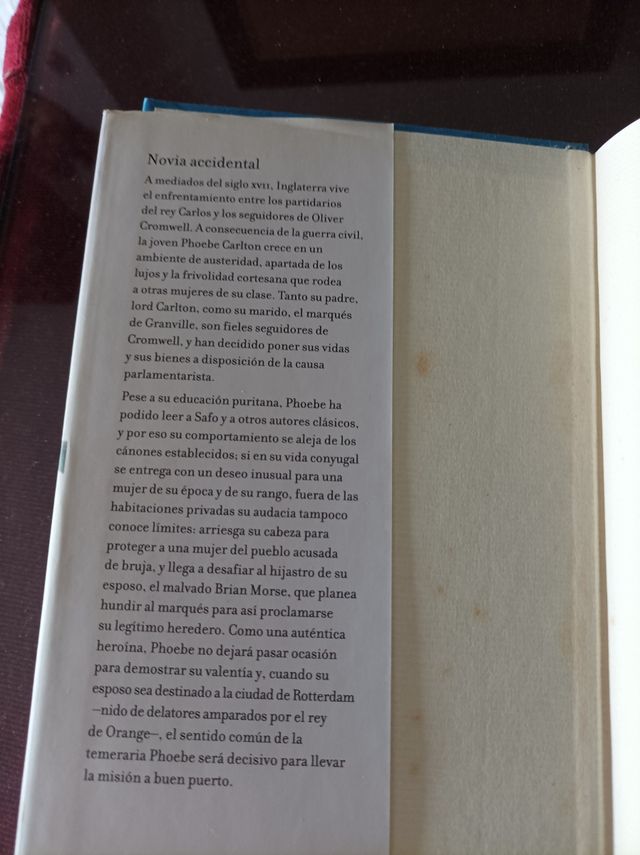 Novia accidental
A mediados del siglo XVII, Inglaterra vive
el enfrentamiento entre los partidarios
del rey Carlos y los seguidores de Oliver
Cromwell. A consecuencia de la guerra civil,
la joven Phoebe Carlton crece en un
ambiente de austeridad, apartada de los
lujos y la frivolidad cortesana que rodea
a otras mujeres de su clase. Tanto su padre,
lord Carlton, como su marido, el marqués
de Granville, son fieles seguidores de
Cromwell, y han decidido poner sus vidas
y sus bienes a disposición de la causa
parlamentarista.
Pese a su educación puritana, Phoebe ha
podido leer a Safo y a otros autores clásicos,
y por eso su comportamiento se aleja de los
cánones establecidos; si en su vida conyugal
se entrega con un deseo inusual para una
mujer de su época y de su rango, fuera de las
habitaciones privadas su audacia tampoco
conoce límites: arriesga su cabeza para
proteger a una mujer del pueblo acusada
de bruja, y llega a desafiar al hijastro de su
esposo, el malvado Brian Morse, que planea
hundir al marqués para así proclamarse
su legítimo heredero. Como una auténtica
heroína, Phoebe no dejará pasar ocasión
para demostrar su valentía y, cuando su
esposo sea destinado a la ciudad de Rotterdam
—nido de delatores amparados por el rey
de Orange—, el sentido común de la
temeraria Phoebe será decisivo para llevar
la misión a buen puerto.